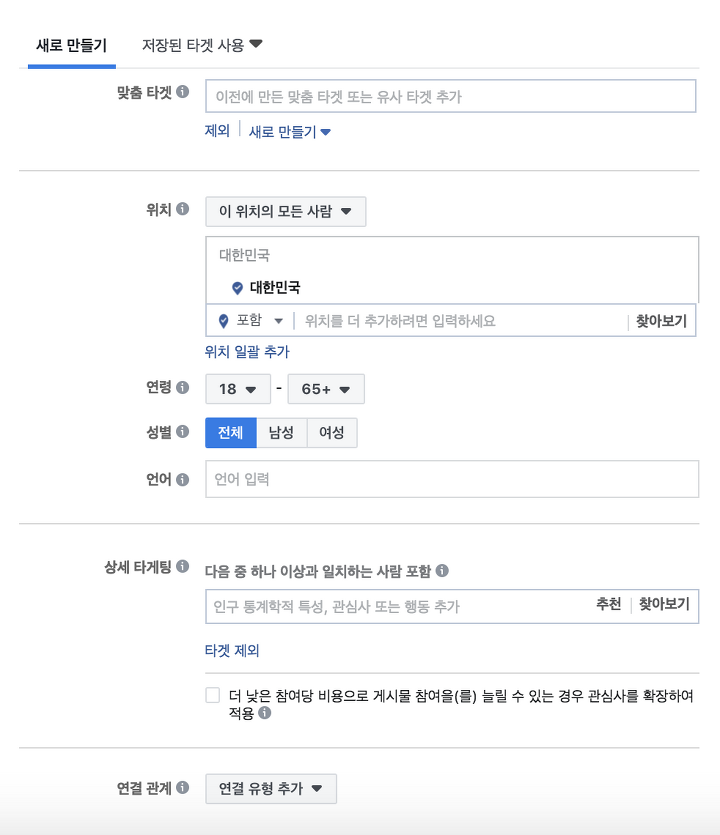 새로 만들기 저장된 타겟 사용
맞춤 타겟 이전에 만든 맞춤 타겟 또는 유사 타겟 추가
제외 새로 만들기
위치 이 위치의 모든 사람
대한민국
대한민국
포함 위치를 더 추가하려면 입력하세요 찾아보기
위치 일괄 추가
연령 18 - 65+
성별 전체 남성 여성
언어 언어 입력
상세 타게팅 다음 중 하나 이상과 일치하는 사람 포함
인구 통계학적 특성, 관심사 또는 행동 추가 추천 찾아보기
타겟 제외
더 낮은 참여당 비용으로 게시물 참여을(를) 늘릴 수 있는 경우 관심사를 확장하여
적용
연결 관계 연결 유형 추가